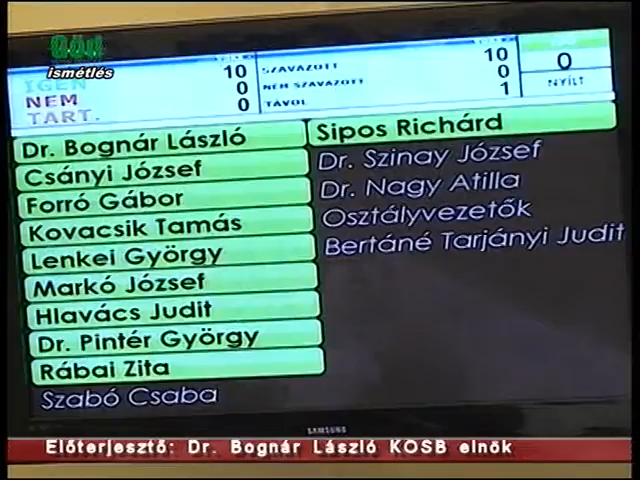 Göd
ismétlés
IGEN 10
NEM 0
TART. 0
SZAVAZOTT 10
NEM SZAVAZOTT 0
TÁVOL 1
0
NYÍLT
Dr. Bognár László
Csányi József
Forró Gábor
Kovacsik Tamás
Lenkei György
Markó József
Hlavács Judit
Dr. Pintér György
Rábai Zita
Szabó Csaba
Sipos Richárd
Dr. Szinay József
Dr. Nagy Atilla
Osztályvezetők
Bertáné Tarjányi Judit
SAMSUNG
Előterjesztő: Dr. Bognár László KOSB elnök